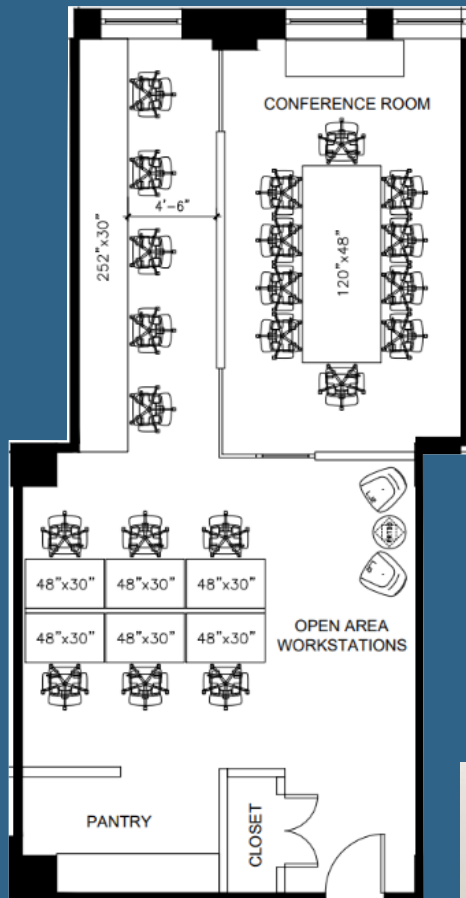 CONFERENCE ROOM
4'-6"
252"x30"
120"x48"
48"x30" 48"x30" 48"x30"
48"x30" 48"x30" 48"x30"
OPEN AREA
WORKSTATIONS
PANTRY
CLOSET